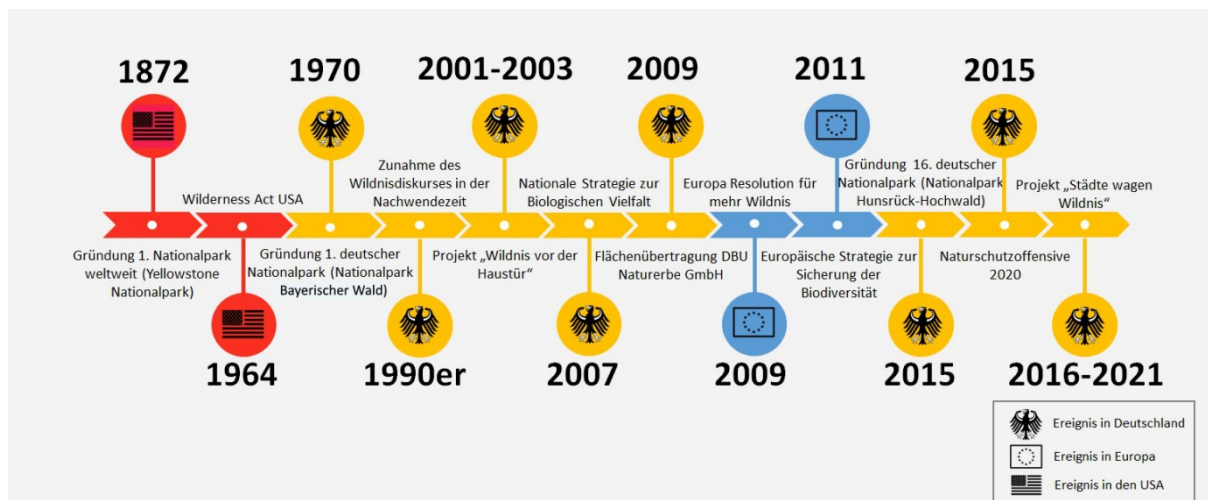 1872
1970
2001-2003
2009
2011
2015
Wilderness Act USA
Zunahme des
Wildnisdiskurses in der
Nachwendezeit
Nationale Strategie zur
Biologischen Vielfalt
Europa Resolution für
mehr Wildnis
Gründung 16. deutscher
Nationalpark (Nationalpark
Hunsrück-Hochwald)
Projekt „Städte wagen
Wildnis“
Gründung 1. Nationalpark
weltweit (Yellowstone
Nationalpark)
Gründung 1. deutscher
Nationalpark (Nationalpark
Bayerischer Wald)
Projekt „Wildnis vor der
Haustür“
Flächenübertragung DBU
Naturerbe GmbH
Europäische Strategie zur
Sicherung der
Biodiversität
Naturschutzoffensive
2020
1964
1990er
2007
2009
2015
2016-2021
Ereignis in Deutschland
Ereignis in Europa
Ereignis in den USA